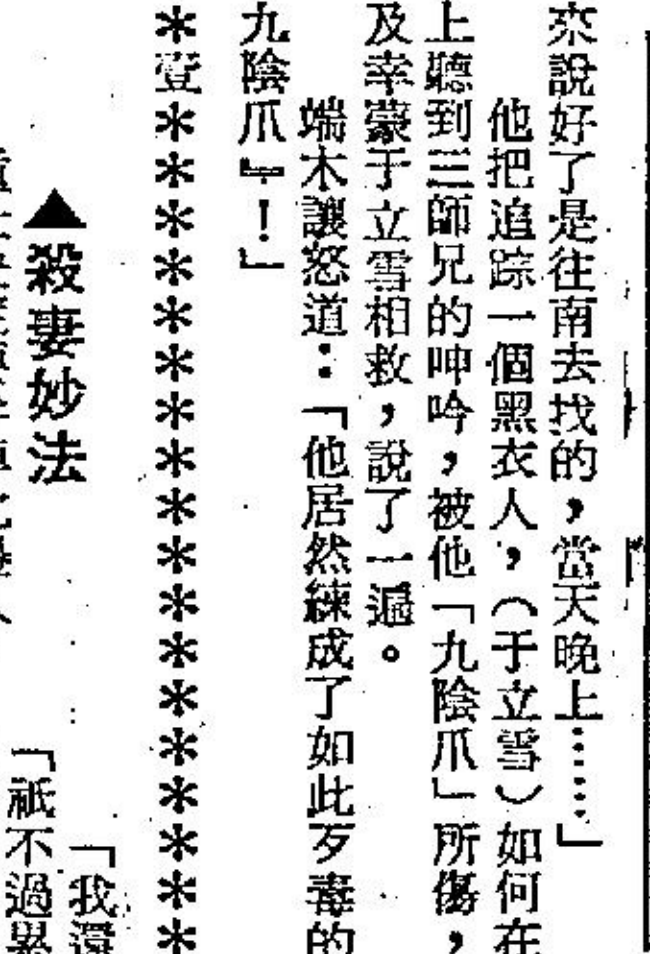 來說好了是往南去找的，當天晚上……」
他把追踪一個黑衣人，（于立雪）如何在
上聽到三師兄的呻吟，被他「九陰爪」所傷，
及幸蒙于立雪相救，說了一遍。
端木讓怒道：「他居然練成了如此歹毒的
九陰爪』！」
＊登＊＊＊＊＊＊＊＊＊＊＊＊＊＊＊＊＊＊
▲殺妻妙法
「我還
「祇不過累